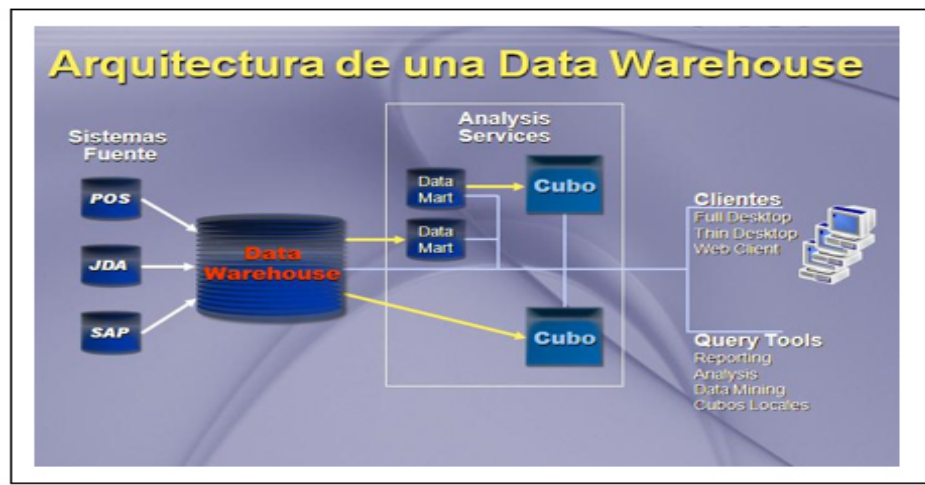 Arquitectura de una Data Warehouse
Sistemas
Fuente
POS
JDA
SAP
Data
Warehouse
Analysis
Services
Data
Mart
Cubo
Data
Mart
Cubo
Clientes
Full Desktop
Thin Desktop
Web Client
Query Tools
Reporting
Analysis
Data Mining
Cubos Locales